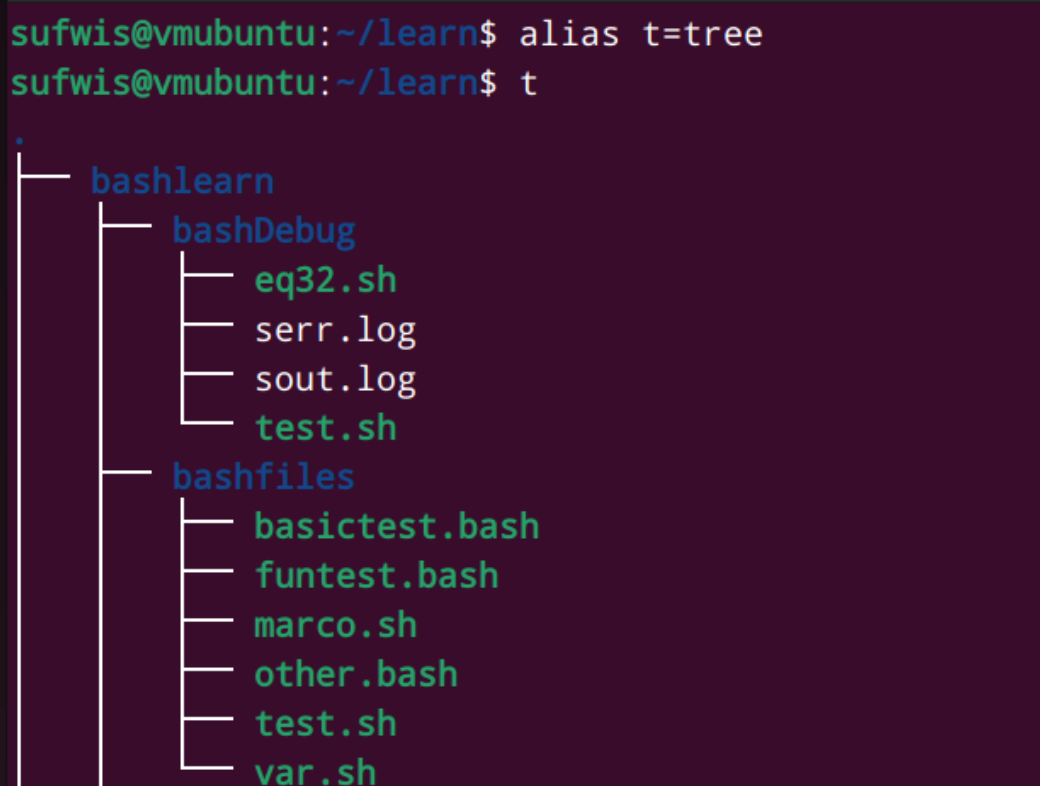 sufwis@vmubuntu:~/learn$ alias t=tree
sufwis@vmubuntu:~/learn$ t
.
├── bashlearn
│   ├── bashDebug
│   │   ├── eq32.sh
│   │   ├── serr.log
│   │   ├── sout.log
│   │   └── test.sh
│   ├── bashfiles
│   │   ├── basictest.bash
│   │   ├── funtest.bash
│   │   ├── marco.sh
│   │   ├── other.bash
│   │   ├── test.sh
│   │   └── var.sh